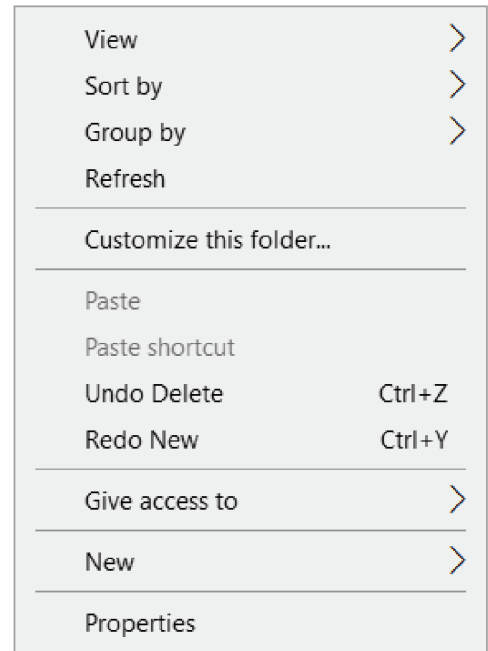 View
Sort by
Group by
Refresh
Customize this folder...
Paste
Paste shortcut
Undo Delete Ctrl+Z
Redo New Ctrl+Y
Give access to
New
Properties